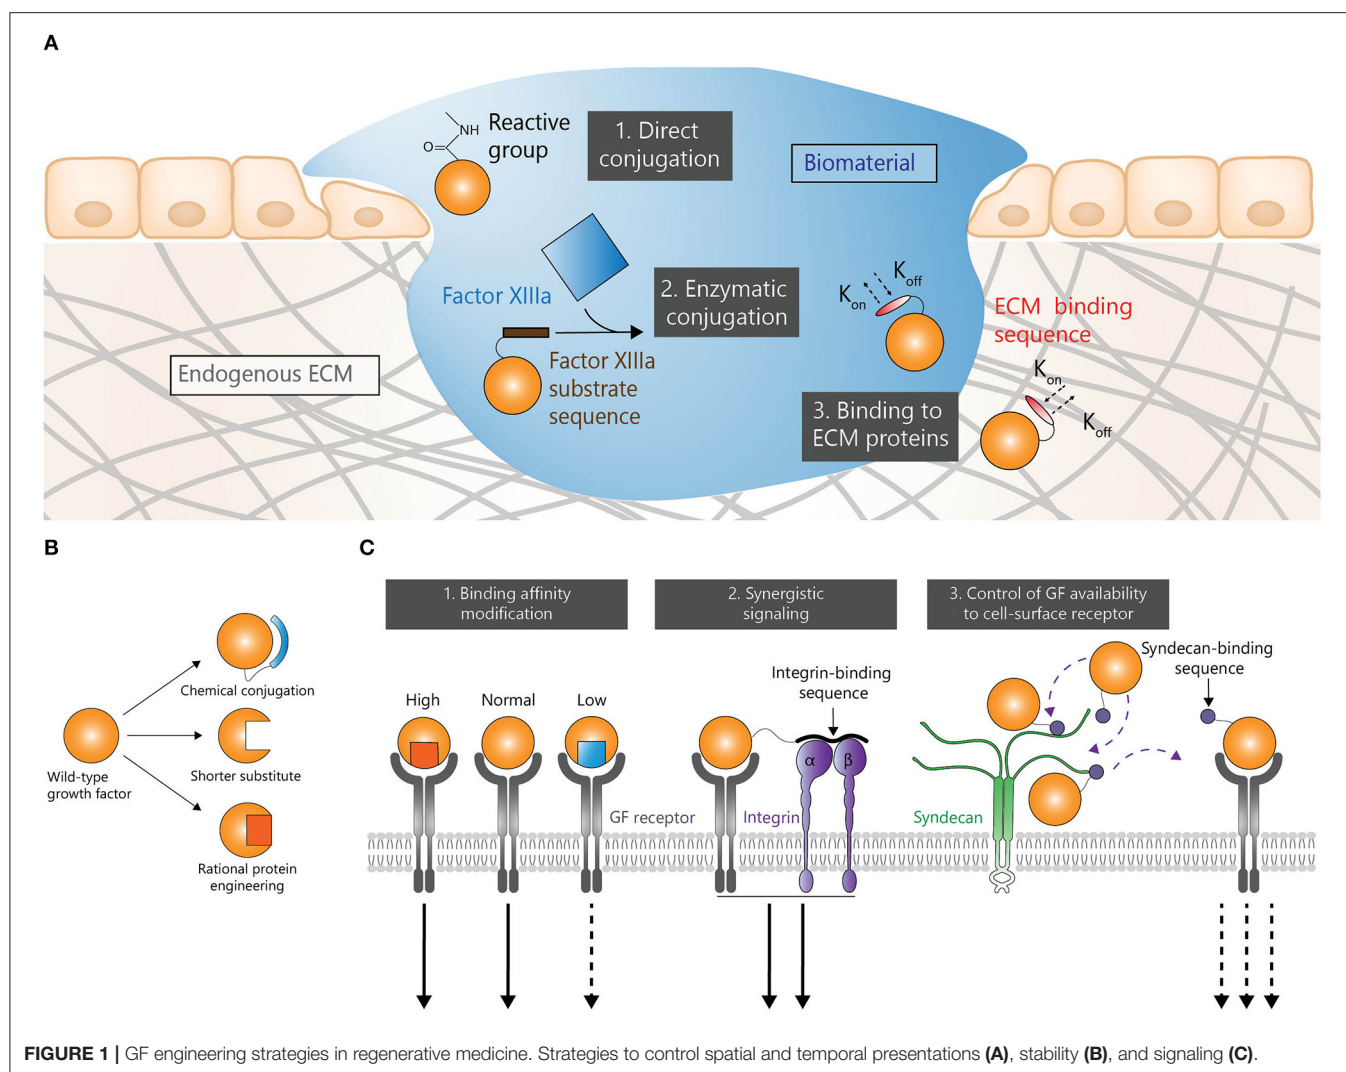 A
NH
O
Reactive
group
1. Direct
conjugation
Biomaterial
Factor XIIIa
2. Enzymatic
conjugation
Kon
Koff
ECM binding
sequence
Endogenous ECM
Factor XIIIa
substrate
sequence
3. Binding to
ECM proteins
Kon
Koff
B
Wild-type
growth factor
Chemical conjugation
Shorter substitute
Rational protein
engineering
C
1. Binding affinity
modification
2. Synergistic
signaling
3. Control of GF availability
to cell-surface receptor
High
Normal
Low
Integrin-binding
sequence
Syndecan-binding
sequence
α
β
GF receptor
Integrin
Syndecan
FIGURE 1 | GF engineering strategies in regenerative medicine. Strategies to control spatial and temporal presentations (A), stability (B), and signaling (C).